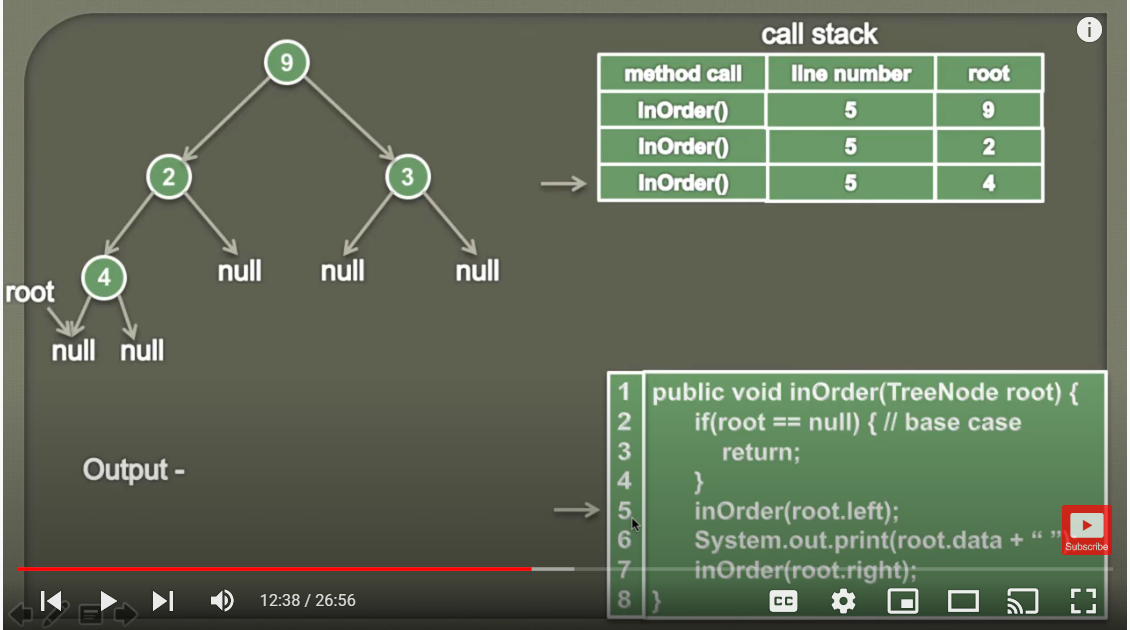 call stack
method call line number root
InOrder() 5 9
InOrder() 5 2
InOrder() 5 4
9
2 3
4 null null null
root
null null
Output -
1 public void inOrder(TreeNode root) {
2 if(root == null) { // base case
3 return;
4 }
5 inOrder(root.left);
6 System.out.print(root.data + “ ”)
7 inOrder(root.right);
8 }
Subscribe
12:38 / 26:56
CC
i